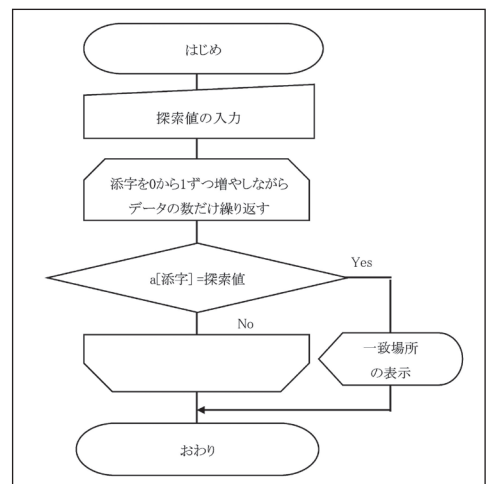 はじめ
探索値の入力
添字を0から1ずつ増やしながら
データの数だけ繰り返す
a[添字] =探索値
Yes
No
一致場所
の表示
おわり